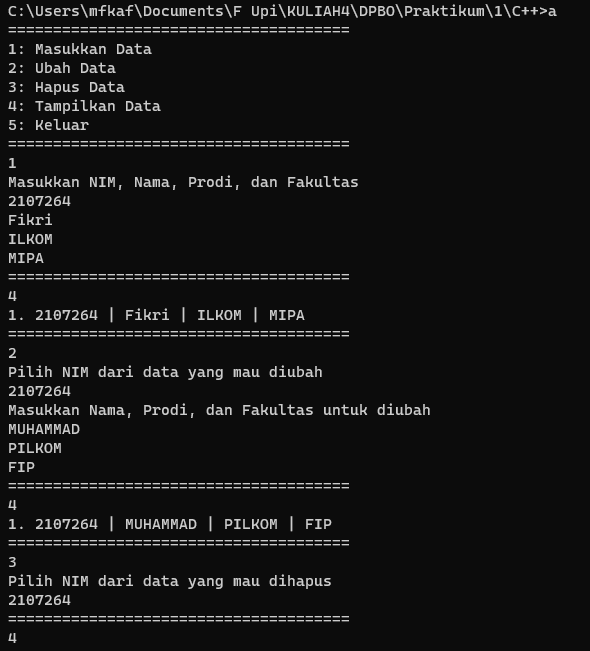 C:\Users\mfkaf\Documents\F Upi\KULIAH4\DPBO\Praktikum\1\C++>a
======================================
1: Masukkan Data
2: Ubah Data
3: Hapus Data
4: Tampilkan Data
5: Keluar
======================================
1
Masukkan NIM, Nama, Prodi, dan Fakultas
2107264
Fikri
ILKOM
MIPA
======================================
4
1. 2107264 | Fikri | ILKOM | MIPA
======================================
2
Pilih NIM dari data yang mau diubah
2107264
Masukkan Nama, Prodi, dan Fakultas untuk diubah
MUHAMMAD
PILKOM
FIP
======================================
4
1. 2107264 | MUHAMMAD | PILKOM | FIP
======================================
3
Pilih NIM dari data yang mau dihapus
2107264
======================================
4